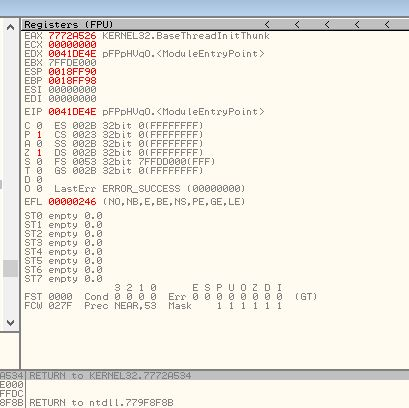 Registers (FPU) < < < < <
EAX 7772A526 KERNEL32.BaseThreadInitThunk
ECX 00000000
EDX 0041DE4E pFPpHVqO.<ModuleEntryPoint>
EBX 7FFDE000
ESP 0018FF90
EBP 0018FF98
ESI 00000000
EDI 00000000
EIP 0041DE4E pFPpHVqO.<ModuleEntryPoint>
C 0 ES 002B 32bit 0(FFFFFFFF)
P 1 CS 0023 32bit 0(FFFFFFFF)
A 0 SS 002B 32bit 0(FFFFFFFF)
Z 1 DS 002B 32bit 0(FFFFFFFF)
S 0 FS 0053 32bit 7FFDD000(FFF)
T 0 GS 002B 32bit 0(FFFFFFFF)
D 0
O 0 LastErr ERROR_SUCCESS (00000000)
EFL 00000246 (NO,NB,E,BE,NS,PE,GE,LE)
ST0 empty 0.0
ST1 empty 0.0
ST2 empty 0.0
ST3 empty 0.0
ST4 empty 0.0
ST5 empty 0.0
ST6 empty 0.0
ST7 empty 0.0
3 2 1 0 E S P U O Z D I
FST 0000 Cond 0 0 0 0 Err 0 0 0 0 0 0 0 0 (GT)
FCW 027F Prec NEAR,53 Mask 1 1 1 1 1 1
A534 RETURN to KERNEL32.7772A534
E000
FFDC
8F8B RETURN to ntdll.779F8F8B